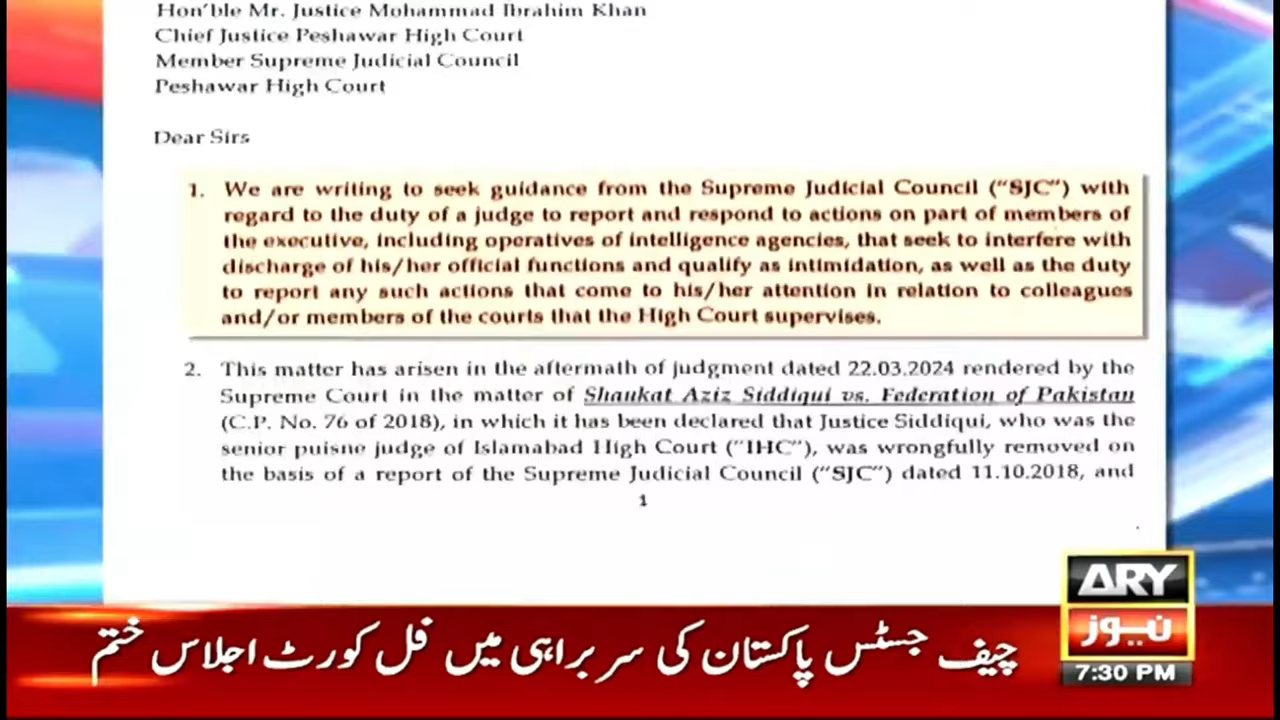 Hon'ble Mr. Justice Mohammad Ibrahim Khan
Chief Justice Peshawar High Court
Member Supreme Judicial Council
Peshawar High Court
Dear Sirs
1. We are writing to seek guidance from the Supreme Judicial Council ("SJC") with
regard to the duty of a judge to report and respond to actions on part of members of
the executive, including operatives of intelligence agencies, that seek to interfere with
discharge of his/her official functions and qualify as intimidation, as well as the duty
to report any such actions that come to his/her attention in relation to colleagues
and/or members of the courts that the High Court supervises.
2. This matter has arisen in the aftermath of judgment dated 22.03.2024 rendered by the
Supreme Court in the matter of Shaukat Aziz Siddiqui vs. Federation of Pakistan
(C.P. No. 76 of 2018), in which it has been declared that Justice Siddiqui, who was the
senior puisne judge of Islamabad High Court ("IHC"), was wrongfully removed on
the basis of a report of the Supreme Judicial Council ("SJC") dated 11.10.2018, and
1
ARY
نیوز
7:30 PM
چیف جسٹس پاکستان کی سربراہی میں فل کورٹ اجلاس ختم